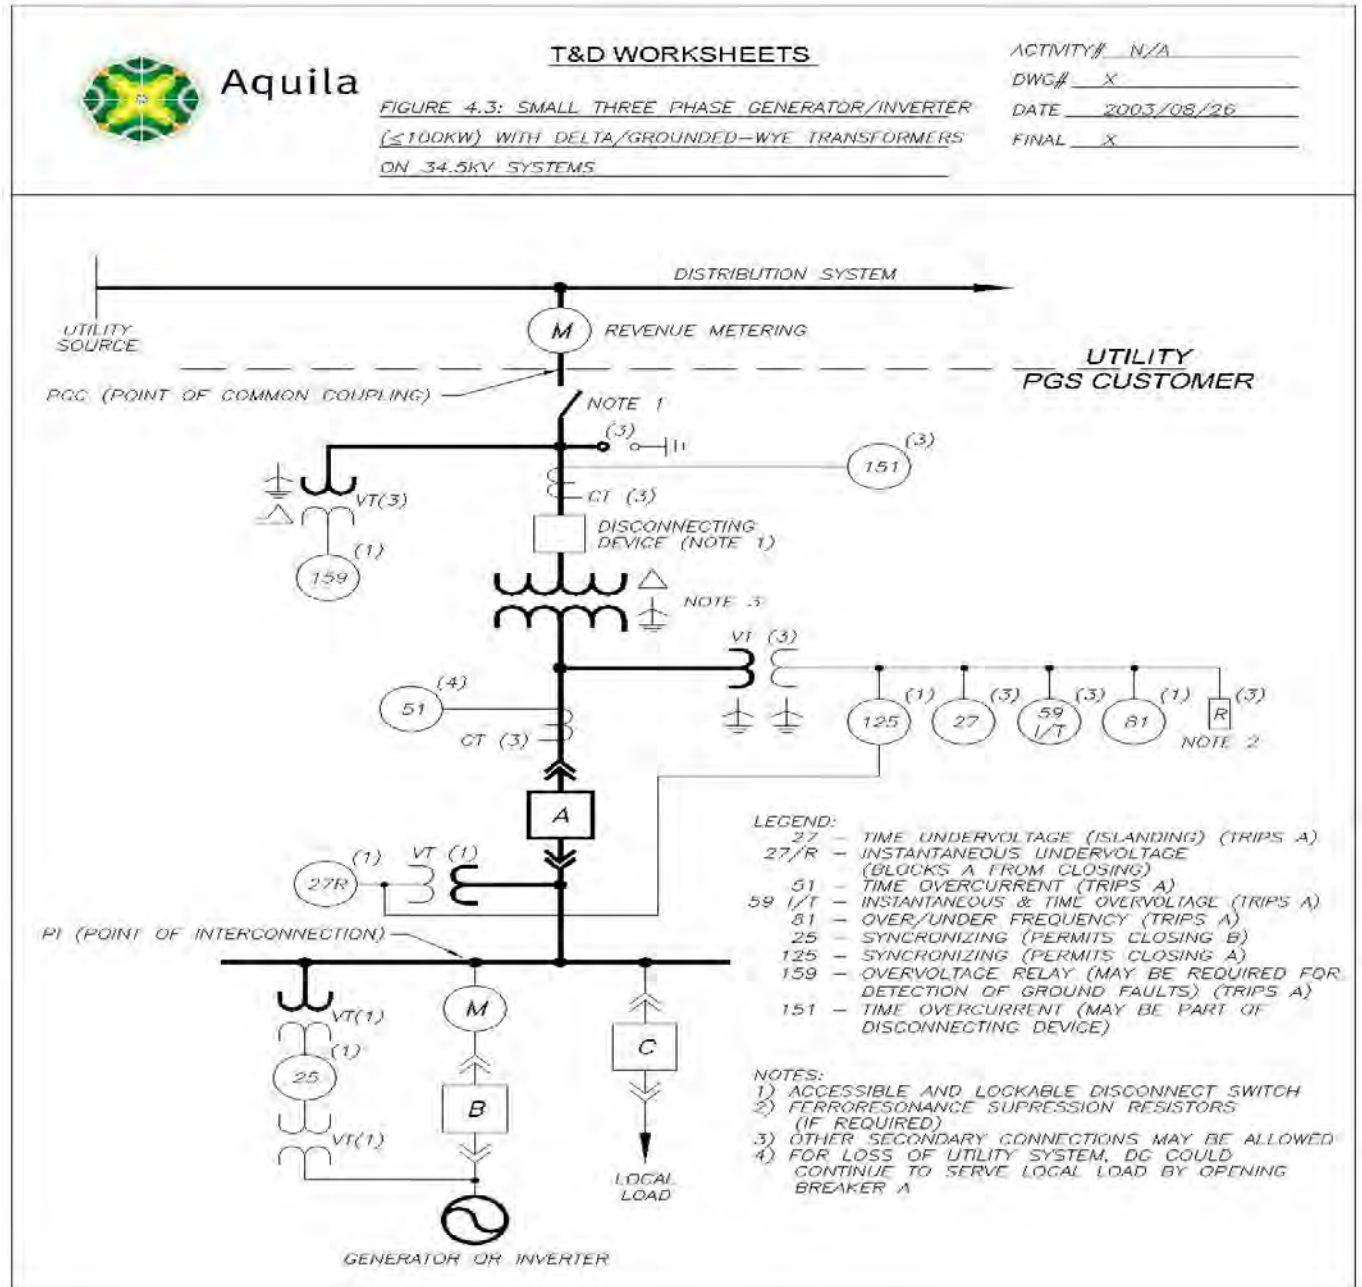 Aquila
T&D WORKSHEETS
FIGURE 4.3: SMALL THREE PHASE GENERATOR/INVERTER
(≤100KW) WITH DELTA/GROUNDED-WYE TRANSFORMERS
ON 34.5KV SYSTEMS
ACTIVITY# N/A
DWG# X
DATE 2003/08/26
FINAL X
DISTRIBUTION SYSTEM
UTILITY
SOURCE
M
REVENUE METERING
UTILITY
PGS CUSTOMER
PCC (POINT OF COMMON COUPLING)
NOTE 1
(3)
(3)
151
VT(3)
CT (3)
DISCONNECTING
DEVICE (NOTE 1)
(1)
159
NOTE 3
VT (3)
(4)
51
CT (3)
(1)
(3)
(3)
(1)
(3)
125
27
59
I/T
81
R
NOTE 2
A
(1)
VT (1)
27R
PI (POINT OF INTERCONNECTION)
LEGEND:
27 – TIME UNDERVOLTAGE (ISLANDING) (TRIPS A)
27/R – INSTANTANEOUS UNDERVOLTAGE
(BLOCKS A FROM CLOSING)
51 – TIME OVERCURRENT (TRIPS A)
59 I/T – INSTANTANEOUS & TIME OVERVOLTAGE (TRIPS A)
81 – OVER/UNDER FREQUENCY (TRIPS A)
25 – SYNCRONIZING (PERMITS CLOSING B)
125 – SYNCRONIZING (PERMITS CLOSING A)
159 – OVERVOLTAGE RELAY (MAY BE REQUIRED FOR
DETECTION OF GROUND FAULTS) (TRIPS A)
151 – TIME OVERCURRENT (MAY BE PART OF
DISCONNECTING DEVICE)
VT(1)
M
(1)
25
C
B
VT(1)
LOCAL
LOAD
GENERATOR OR INVERTER
NOTES:
1) ACCESSIBLE AND LOCKABLE DISCONNECT SWITCH
2) FERRORESONANCE SUPRESSION RESISTORS
(IF REQUIRED)
3) OTHER SECONDARY CONNECTIONS MAY BE ALLOWED
4) FOR LOSS OF UTILITY SYSTEM, DG COULD
CONTINUE TO SERVE LOCAL LOAD BY OPENING
BREAKER A